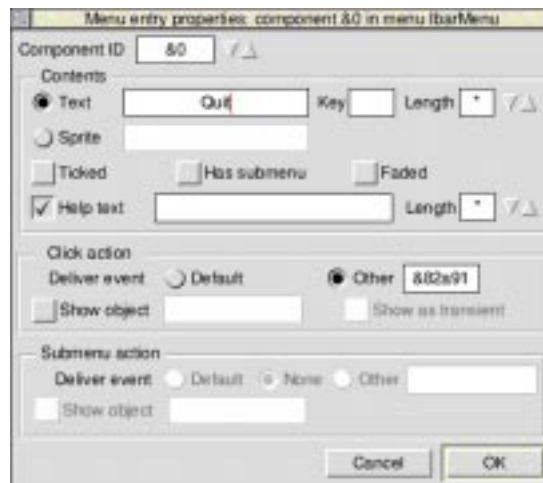 Menu entry properties: component &0 in menu IbarMenu
Component ID &0
Contents
Text Quit Key Length *
Sprite
Ticked Has submenu Faded
Help text Length *
Click action
Deliver event Default Other
Show object Show as transient
Submenu action
Deliver event Default None Other
Show object
Cancel OK